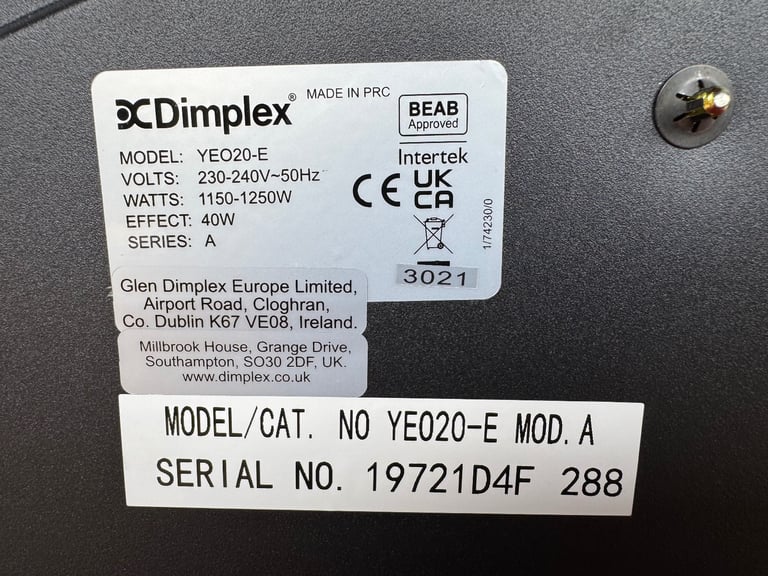 Dimplex® MADE IN PRC
BEAB
Approved
Intertek
MODEL: YEO20-E
VOLTS: 230-240V~50Hz
WATTS: 1150-1250W
EFFECT: 40W
SERIES: A
CE UK
CA
1/74230/0
3021
Glen Dimplex Europe Limited,
Airport Road, Cloghran,
Co. Dublin K67 VE08, Ireland.
Millbrook House, Grange Drive,
Southampton, SO30 2DF, UK.
www.dimplex.co.uk
MODEL/CAT. NO YEO20-E MOD.A
SERIAL NO. 19721D4F 288